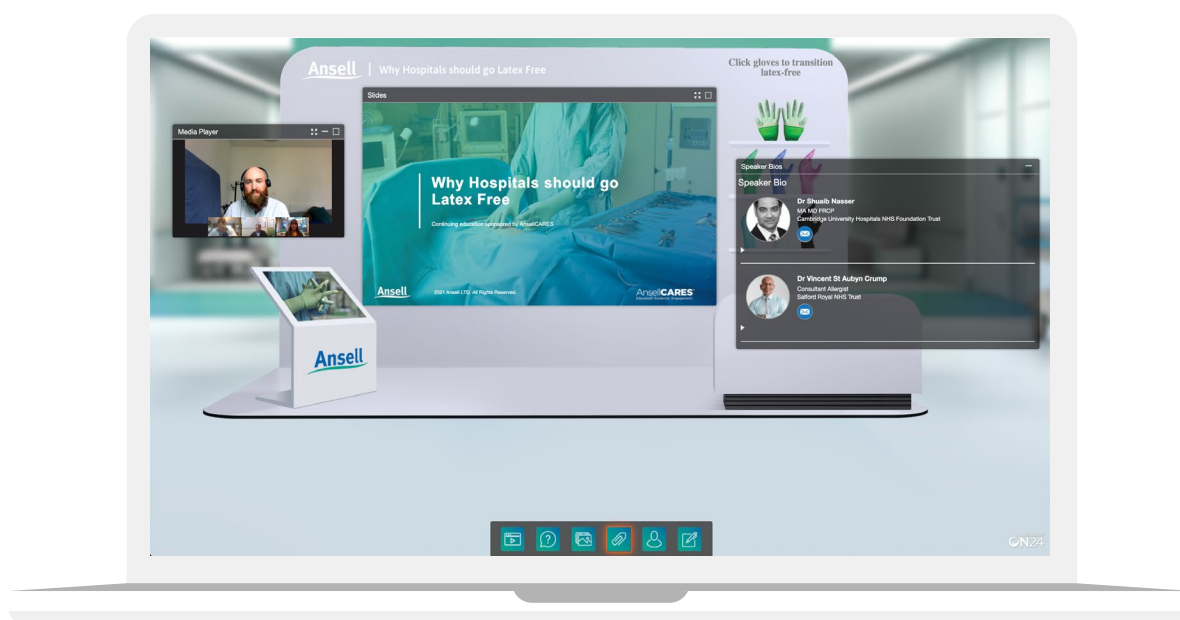 Ansell
Why Hospitals should go Latex Free
Click gloves to transition
latex-free
Slides
Media Player
Why Hospitals should go
Latex Free
Continuing education sponsored by AnsellCARES
Ansell
2021 Ansell LTD. All Rights Reserved.
AnsellCARES
Education. Evidence. Engagement.
Speaker Bios
Speaker Bio
Dr Shuaib Nasser
MA MD FRCP
Cambridge University Hospitals NHS Foundation Trust
Dr Vincent St Aubyn Crump
Consultant Allergist
Salford Royal NHS Trust
Ansell
ON24